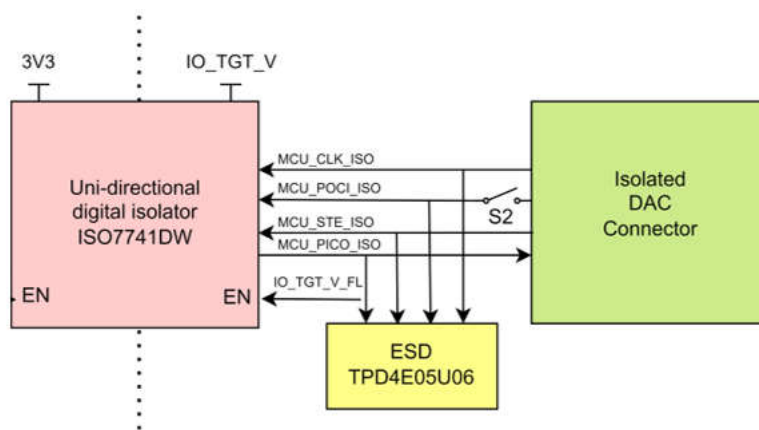 3V3
IO_TGT_V
Uni-directional
digital isolator
ISO7741DW
EN
EN
MCU_CLK_ISO
MCU_POCI_ISO
S2
MCU_STE_ISO
MCU_PICO_ISO
IO_TGT_V_FL
Isolated
DAC
Connector
ESD
TPD4E05U06